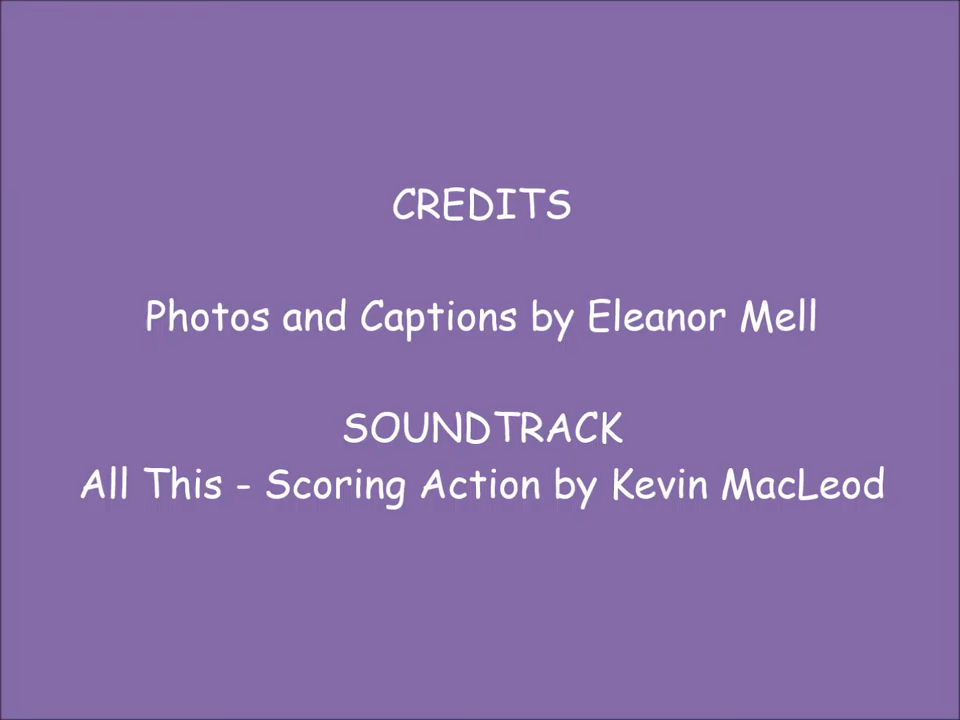 CREDITS
Photos and Captions by Eleanor Mell
SOUNDTRACK
All This - Scoring Action by Kevin MacLeod